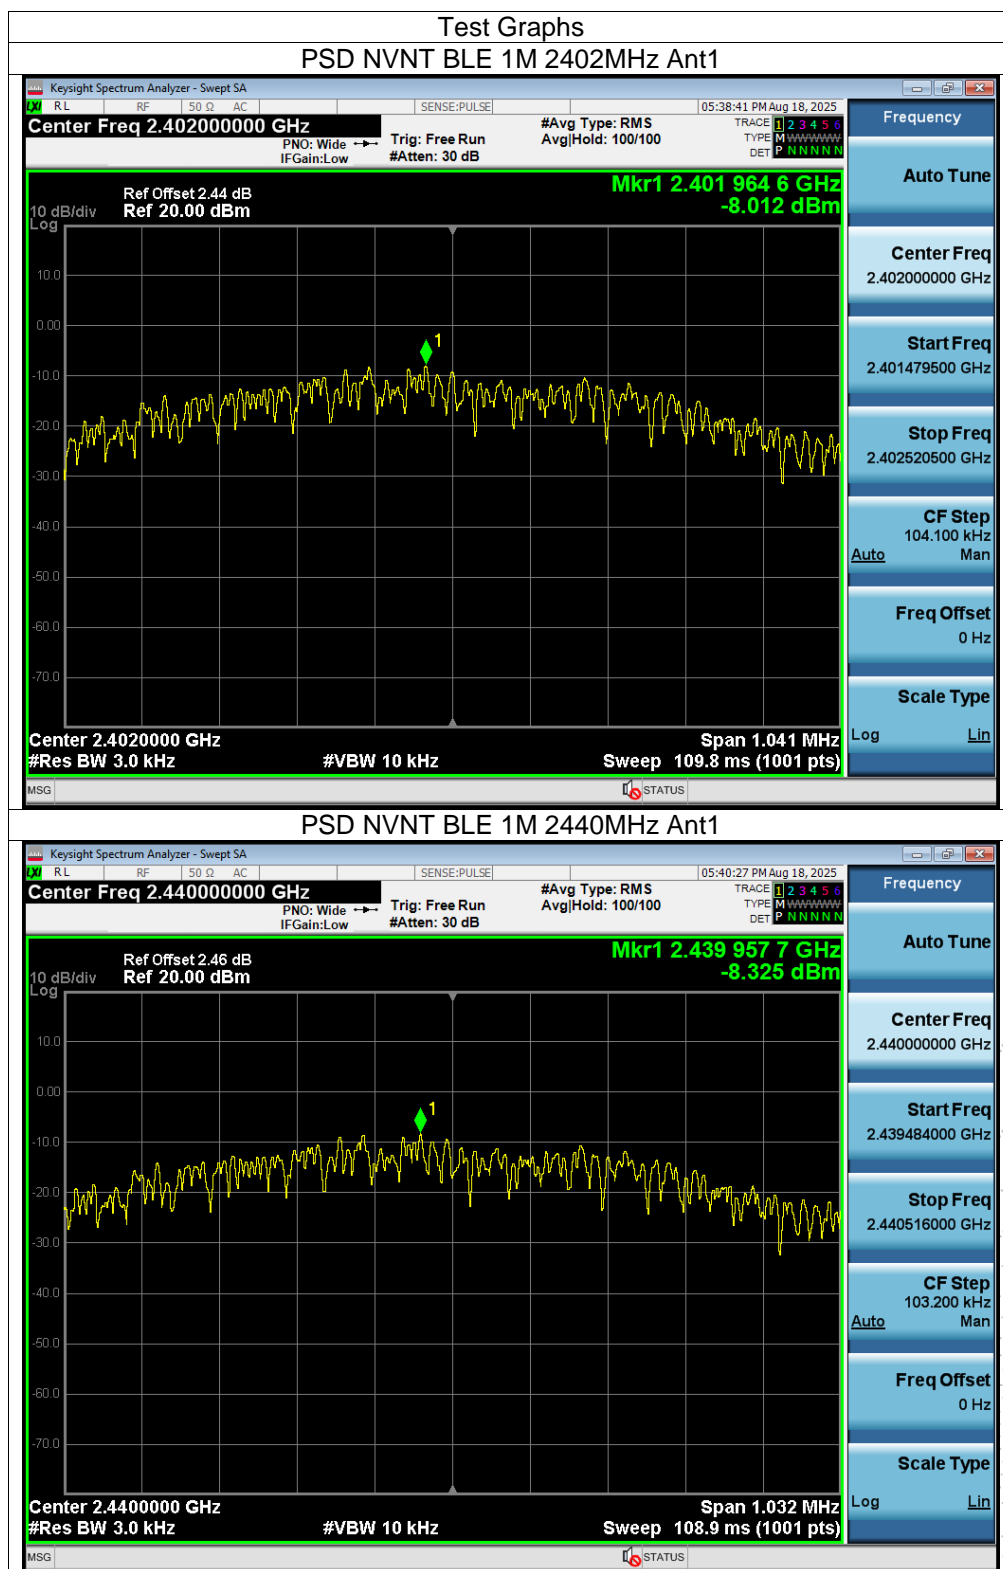 Test Graphs
PSD NVNT BLE 1M 2402MHz Ant1
Keysight Spectrum Analyzer - Swept SA
LXI RL RF 50 Ω AC SENSE:PULSE 05:38:41 PM Aug 18, 2025
Center Freq 2.402000000 GHz #Avg Type: RMS TRACE 1 2 3 4 5 6
PNO: Wide Trig: Free Run Avg|Hold: 100/100 TYPE M WWWWW
IFGain:Low #Atten: 30 dB DET P N N N N N
Frequency
Mkr1 2.401 964 6 GHz
-8.012 dBm
Ref Offset 2.44 dB
10 dB/div Ref 20.00 dBm
Log
10.0
0.00
-10.0
-20.0
-30.0
-40.0
-50.0
-60.0
-70.0
1
Center 2.4020000 GHz Span 1.041 MHz
#Res BW 3.0 kHz #VBW 10 kHz Sweep 109.8 ms (1001 pts)
Auto Tune
Center Freq
2.402000000 GHz
Start Freq
2.401479500 GHz
Stop Freq
2.402520500 GHz
CF Step
104.100 kHz
Auto Man
Freq Offset
0 Hz
Scale Type
Log Lin
MSG STATUS
PSD NVNT BLE 1M 2440MHz Ant1
Keysight Spectrum Analyzer - Swept SA
LXI RL RF 50 Ω AC SENSE:PULSE 05:40:27 PM Aug 18, 2025
Center Freq 2.440000000 GHz #Avg Type: RMS TRACE 1 2 3 4 5 6
PNO: Wide Trig: Free Run Avg|Hold: 100/100 TYPE M WWWWW
IFGain:Low #Atten: 30 dB DET P N N N N N
Frequency
Mkr1 2.439 957 7 GHz
-8.325 dBm
Ref Offset 2.46 dB
10 dB/div Ref 20.00 dBm
Log
10.0
0.00
-10.0
-20.0
-30.0
-40.0
-50.0
-60.0
-70.0
1
Center 2.4400000 GHz Span 1.032 MHz
#Res BW 3.0 kHz #VBW 10 kHz Sweep 108.9 ms (1001 pts)
Auto Tune
Center Freq
2.440000000 GHz
Start Freq
2.439484000 GHz
Stop Freq
2.440516000 GHz
CF Step
103.200 kHz
Auto Man
Freq Offset
0 Hz
Scale Type
Log Lin
MSG STATUS